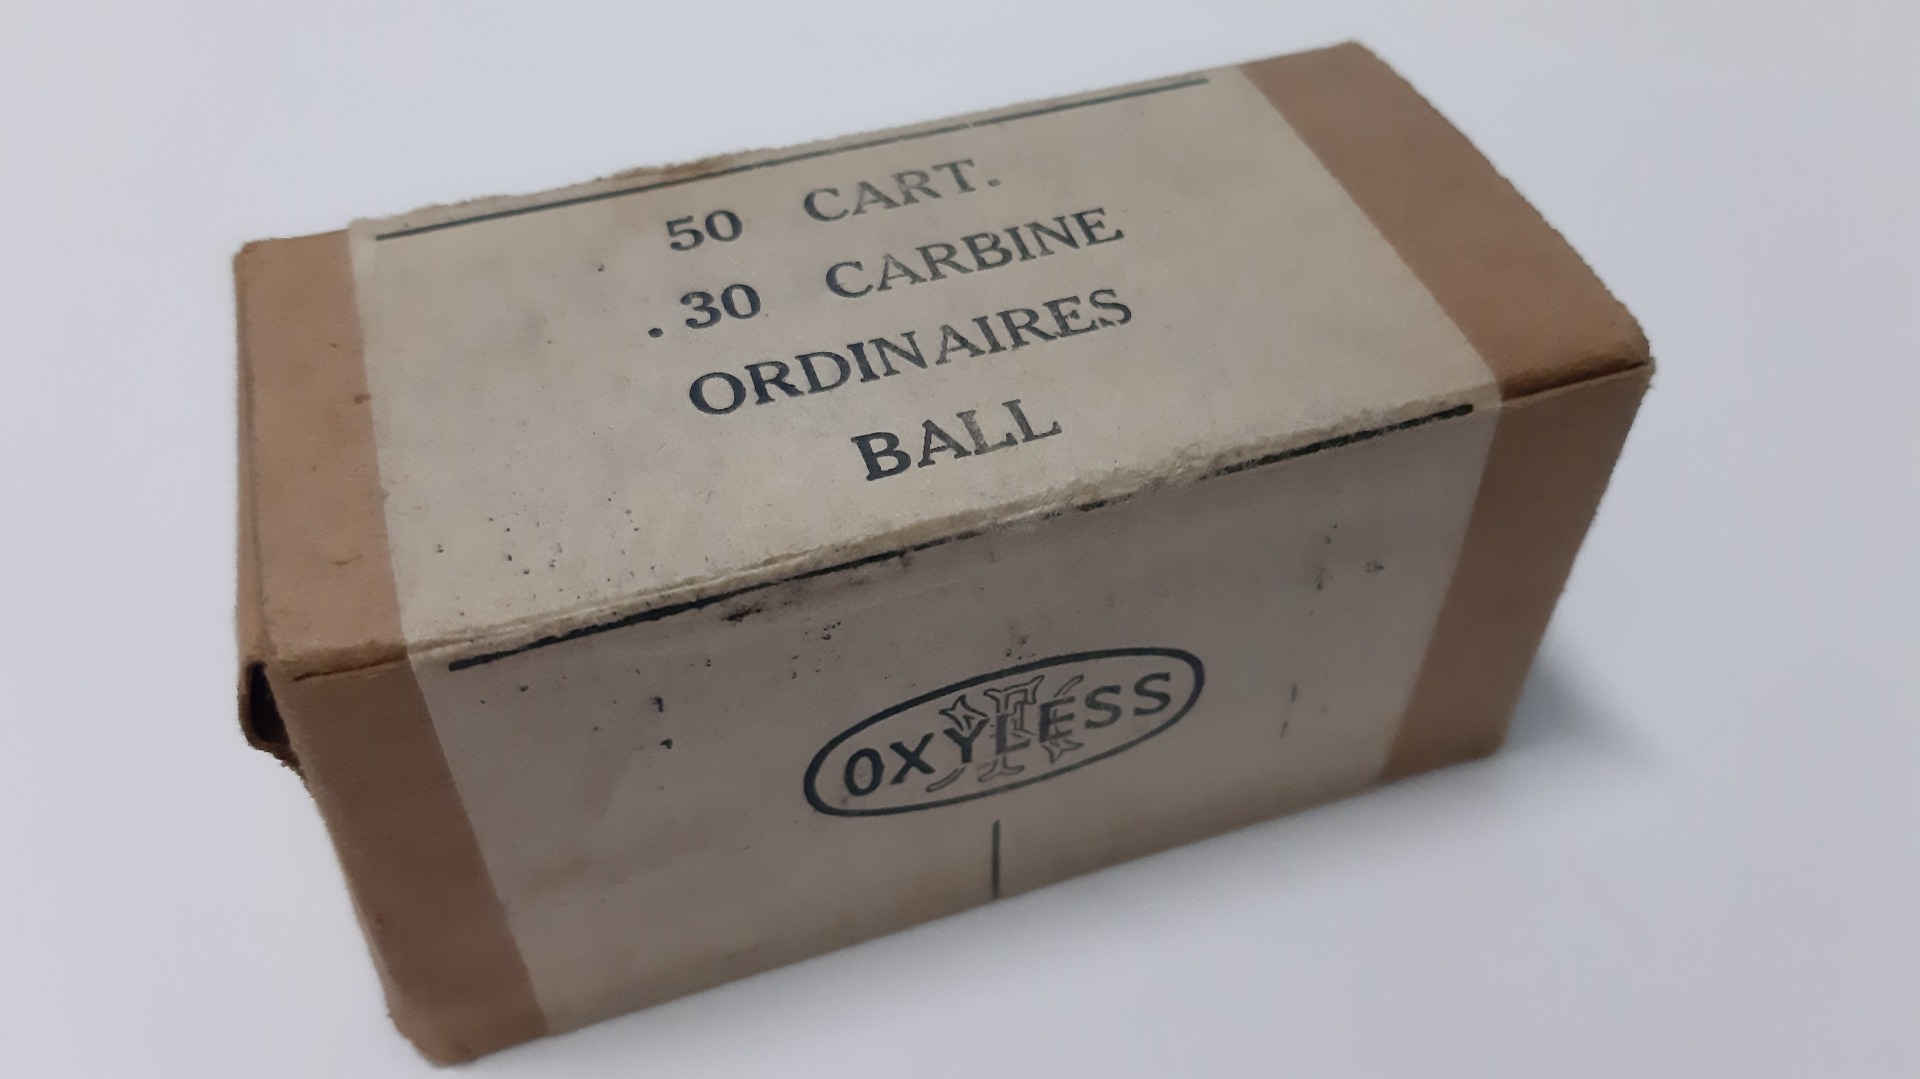 50 CART.
.30 CARBINE
ORDINAIRES
BALL
OXYLESS